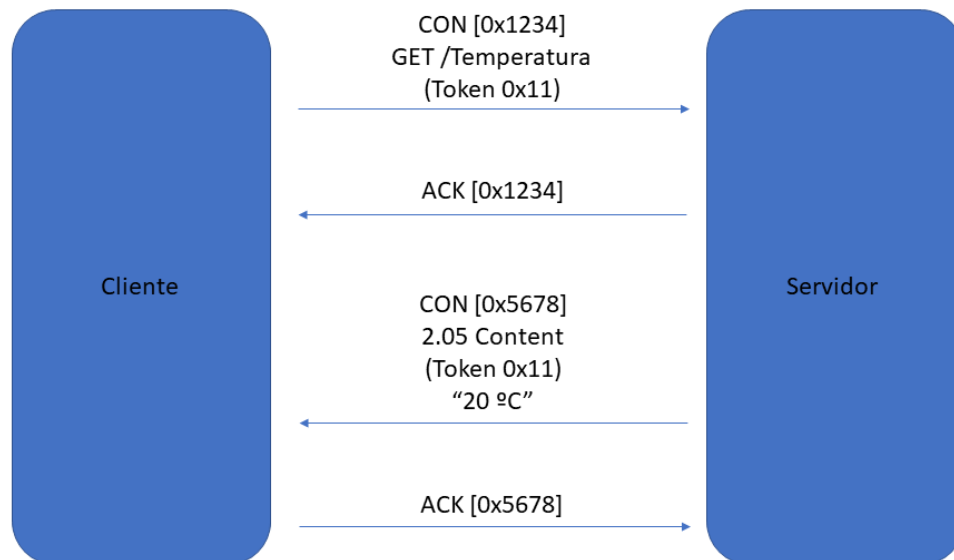 CON [0x1234]
GET /Temperatura
(Token 0x11)
ACK [0x1234]
Cliente
Servidor
CON [0x5678]
2.05 Content
(Token 0x11)
“20 ºC”
ACK [0x5678]